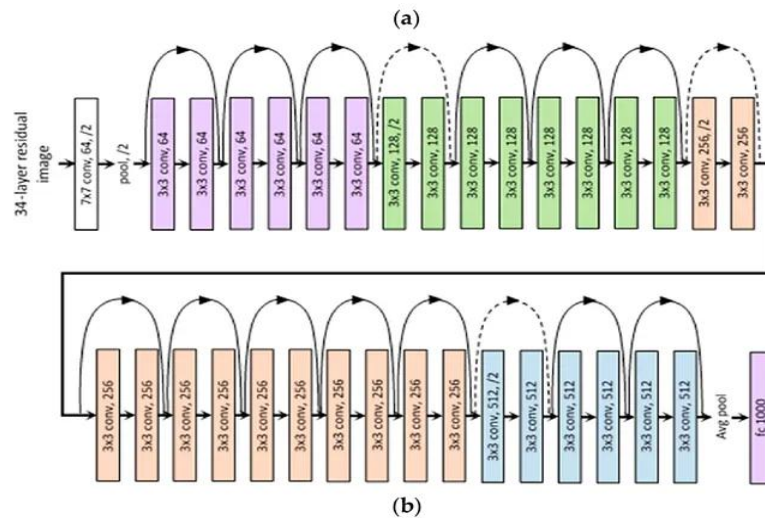 (a)
34-layer residual
image
7x7 conv, 64, /2
pool, /2
3x3 conv, 64
3x3 conv, 64
3x3 conv, 64
3x3 conv, 64
3x3 conv, 64
3x3 conv, 64
3x3 conv, 128, /2
3x3 conv, 128
3x3 conv, 128
3x3 conv, 128
3x3 conv, 128
3x3 conv, 128
3x3 conv, 128
3x3 conv, 128
3x3 conv, 256, /2
3x3 conv, 256
3x3 conv, 256
3x3 conv, 256
3x3 conv, 256
3x3 conv, 256
3x3 conv, 256
3x3 conv, 256
3x3 conv, 256
3x3 conv, 256
3x3 conv, 256
3x3 conv, 256
3x3 conv, 512, /2
3x3 conv, 512
3x3 conv, 512
3x3 conv, 512
3x3 conv, 512
3x3 conv, 512
Avg pool
fc 1000
(b)